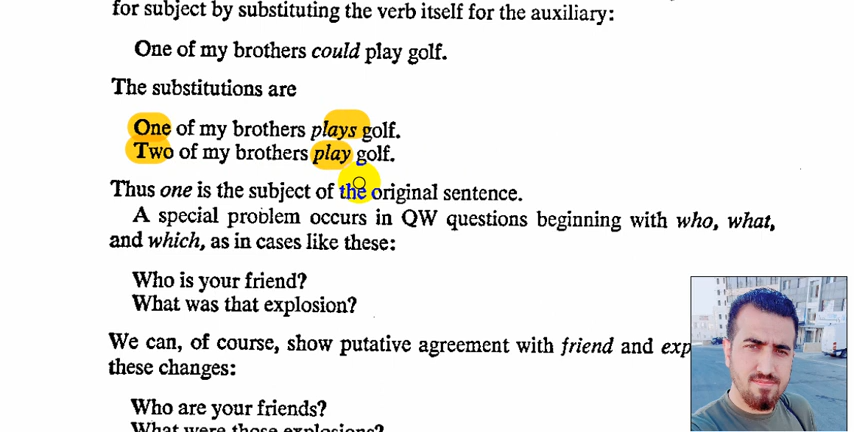 for subject by substituting the verb itself for the auxiliary:
One of my brothers could play golf.
The substitutions are
One of my brothers plays golf.
Two of my brothers play golf.
Thus one is the subject of the original sentence.
A special problem occurs in QW questions beginning with who, what,
and which, as in cases like these:
Who is your friend?
What was that explosion?
We can, of course, show putative agreement with friend and exp
these changes:
Who are your friends?
What were those explosions?